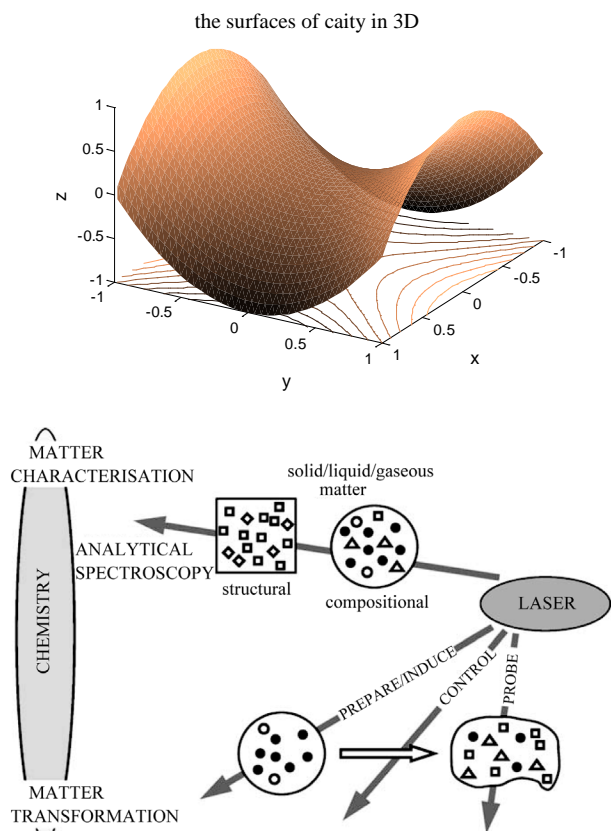 the surfaces of caity in 3D
1
0.5
0
-0.5
-1
z
-1
-0.5
0
0.5
1
y
1
0.5
0
-0.5
-1
x
MATTER
CHARACTERISATION
solid/liquid/gaseous
matter
ANALYTICAL
SPECTROSCOPY
structural
compositional
LASER
CHEMISTRY
PREPARE/INDUCE
CONTROL
PROBE
MATTER
TRANSFORMATION